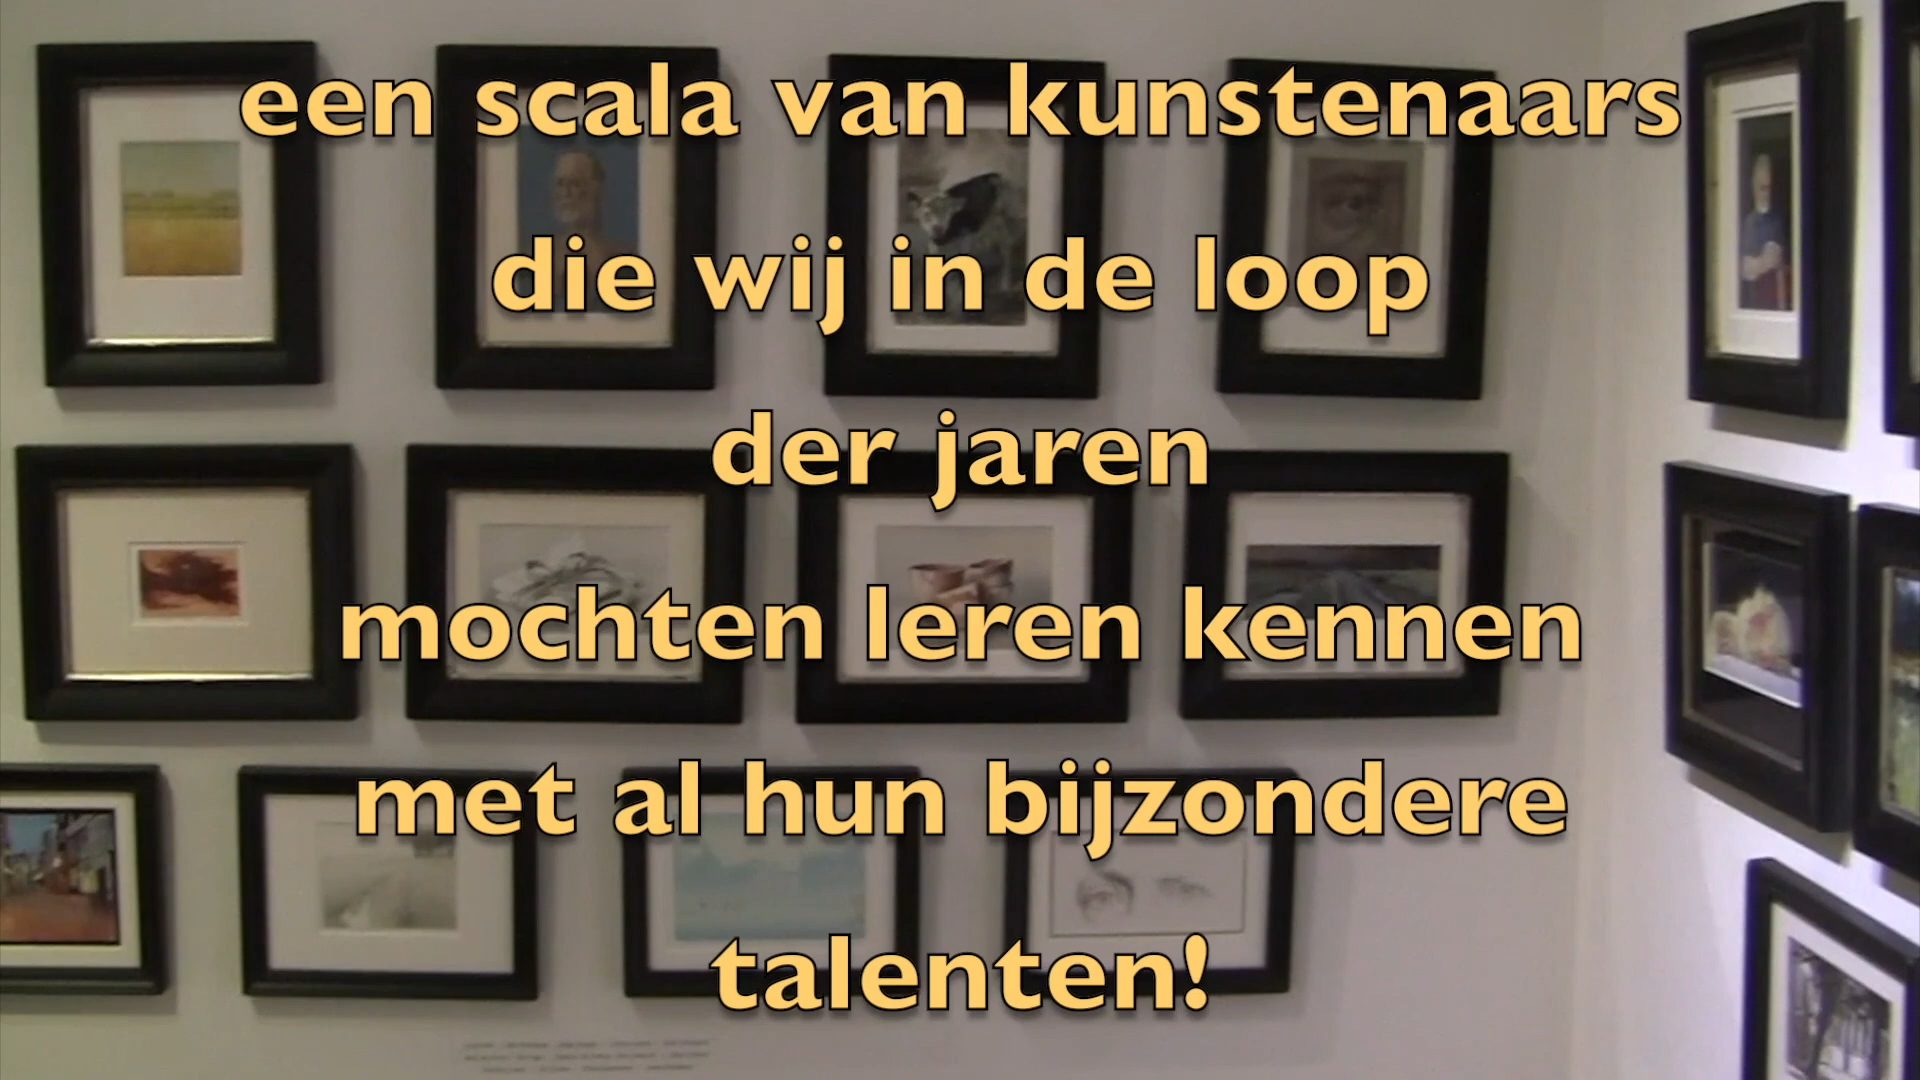 een scala van kunstenaars
die wij in de loop
der jaren
mochten leren kennen
met al hun bijzondere
talenten!